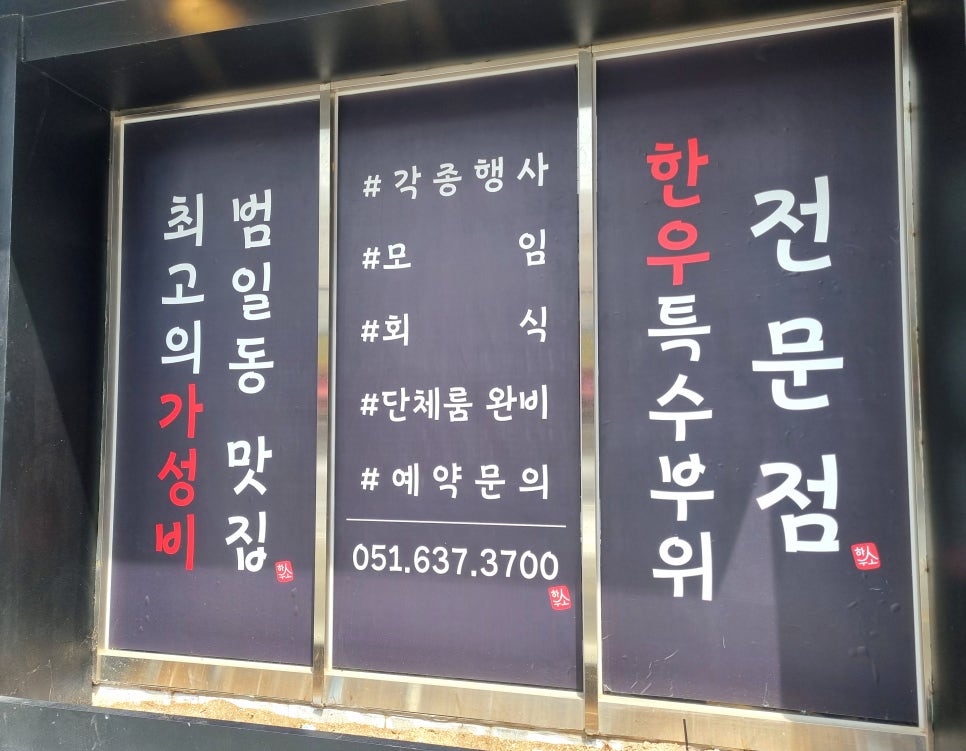 최고의가성비
범일동 맛집
#각종행사
#모 임
#회 식
#단체룸 완비
#예약문의
051.637.3700
한우특수부위
전문점